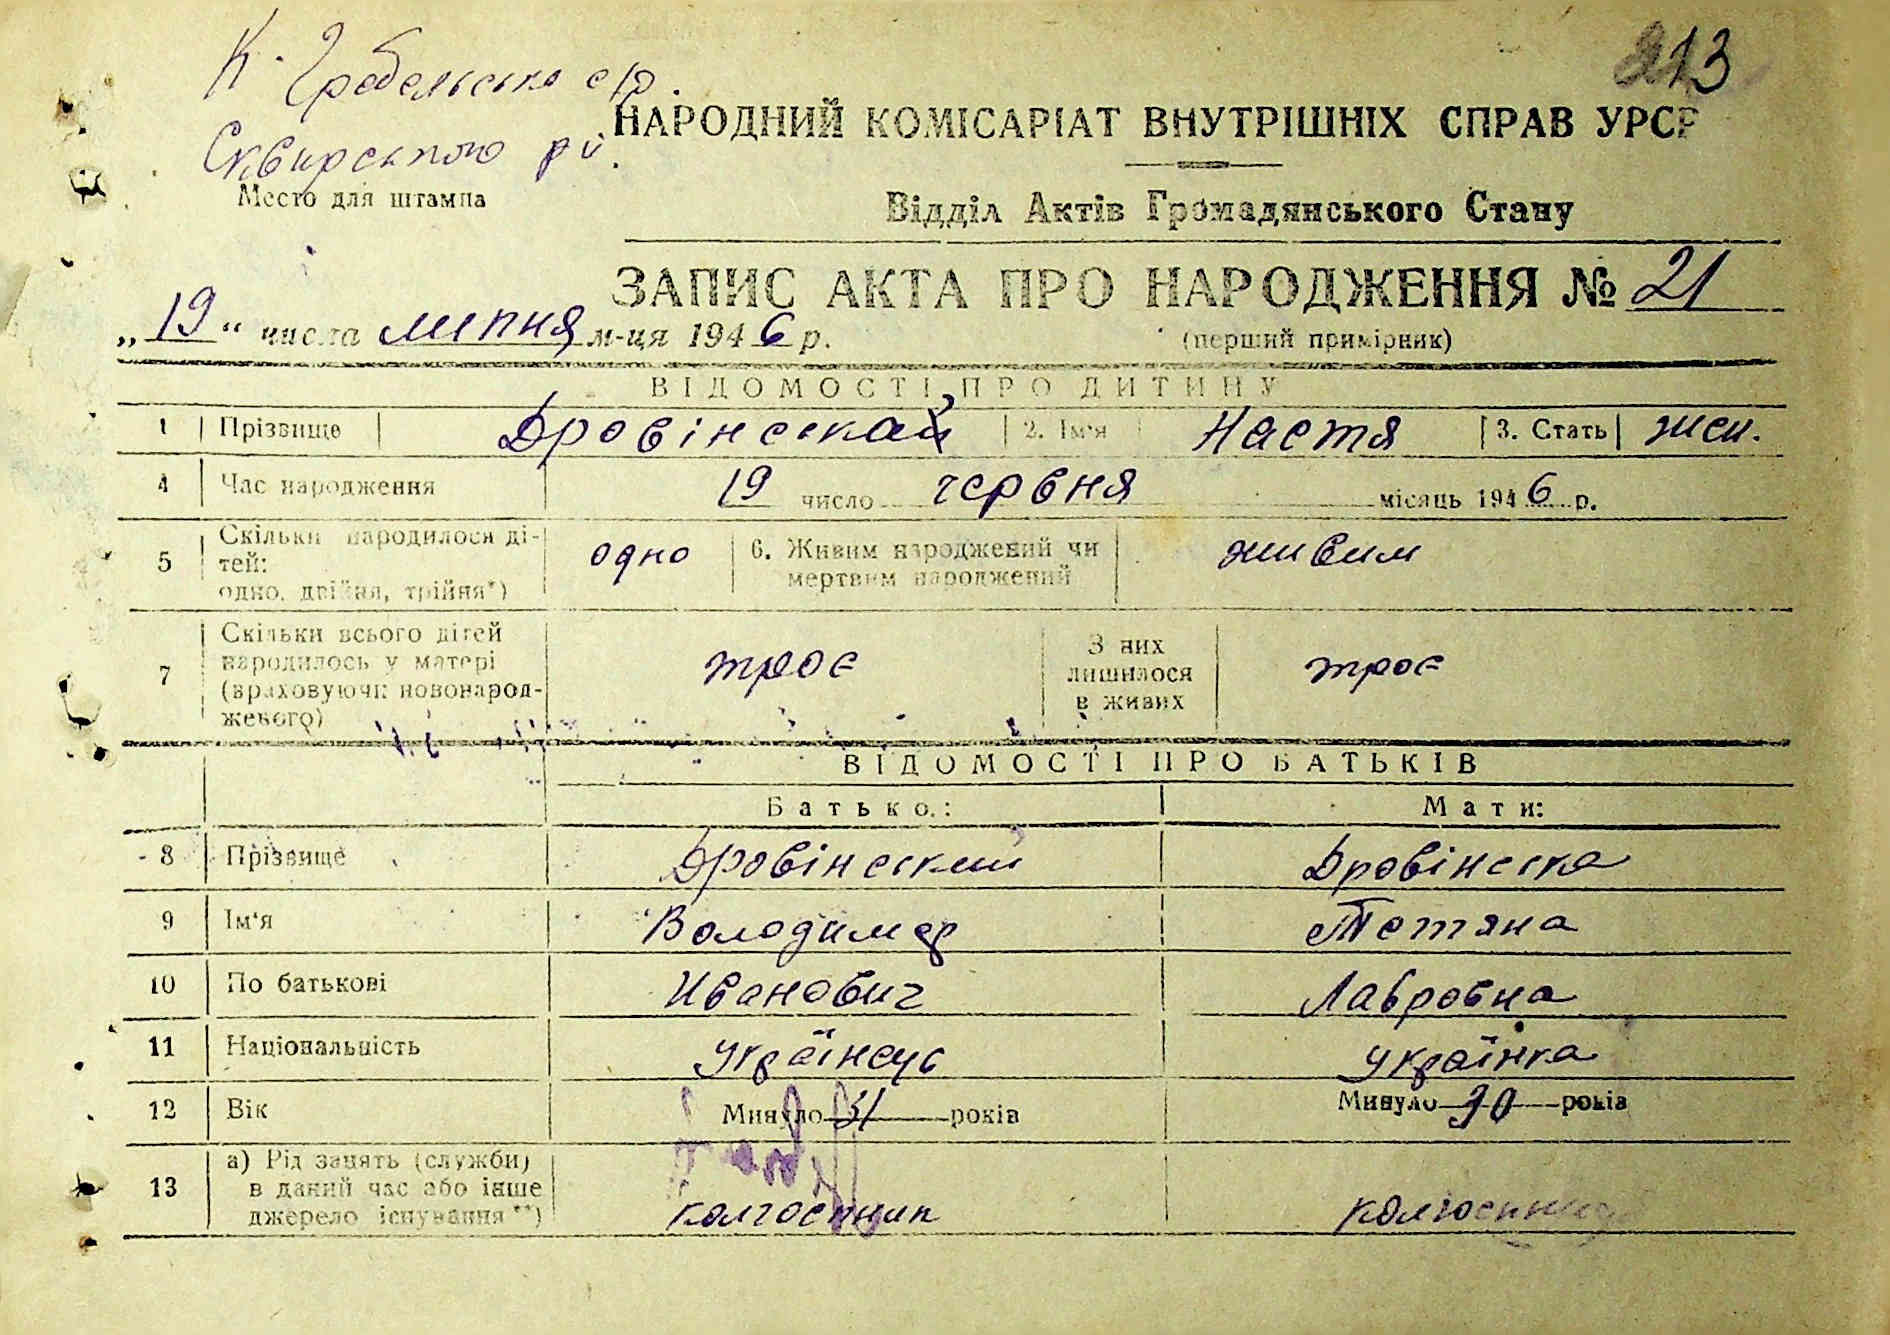 213
К. Гребельська с/р.
НАРОДНИЙ КОМІСАРІАТ ВНУТРІШНІХ СПРАВ УРСР
Сквирського р-н.
Место для штампа
Відділ Актів Громадянського Стану
ЗАПИС АКТА ПРО НАРОДЖЕННЯ № 21
„19“ числа липня м-ця 1946 р.
(перший примірник)
ВІДОМОСТІ ПРО ДИТИНУ
1 Прізвище Дровінська 2. Ім'я Настя 3. Стать жен.
4 Час народження 19 число червня місяць 1946 р.
5 Скільки народилося ді-
тей:
одно, двійня, трійня*) одно 6. Живим народжений чи
мертвим народжений живим
7 Скільки всього дітей
народилось у матері
(враховуючи новонарод-
женого) троє З них
лишилося
в живих троє
ВІДОМОСТІ ПРО БАТЬКІВ
Батько: Мати:
8 Прізвище Дровінський Дровінська
9 Ім'я Володимер Тетяна
10 По батькові Иванович Лавровна
11 Національність Українець Українка
12 Вік Минуло 31 років Минуло 30 років
13 а) Рід занять (служби)
в даний час або інше
джерело існування**) колгоспник колгоспниця